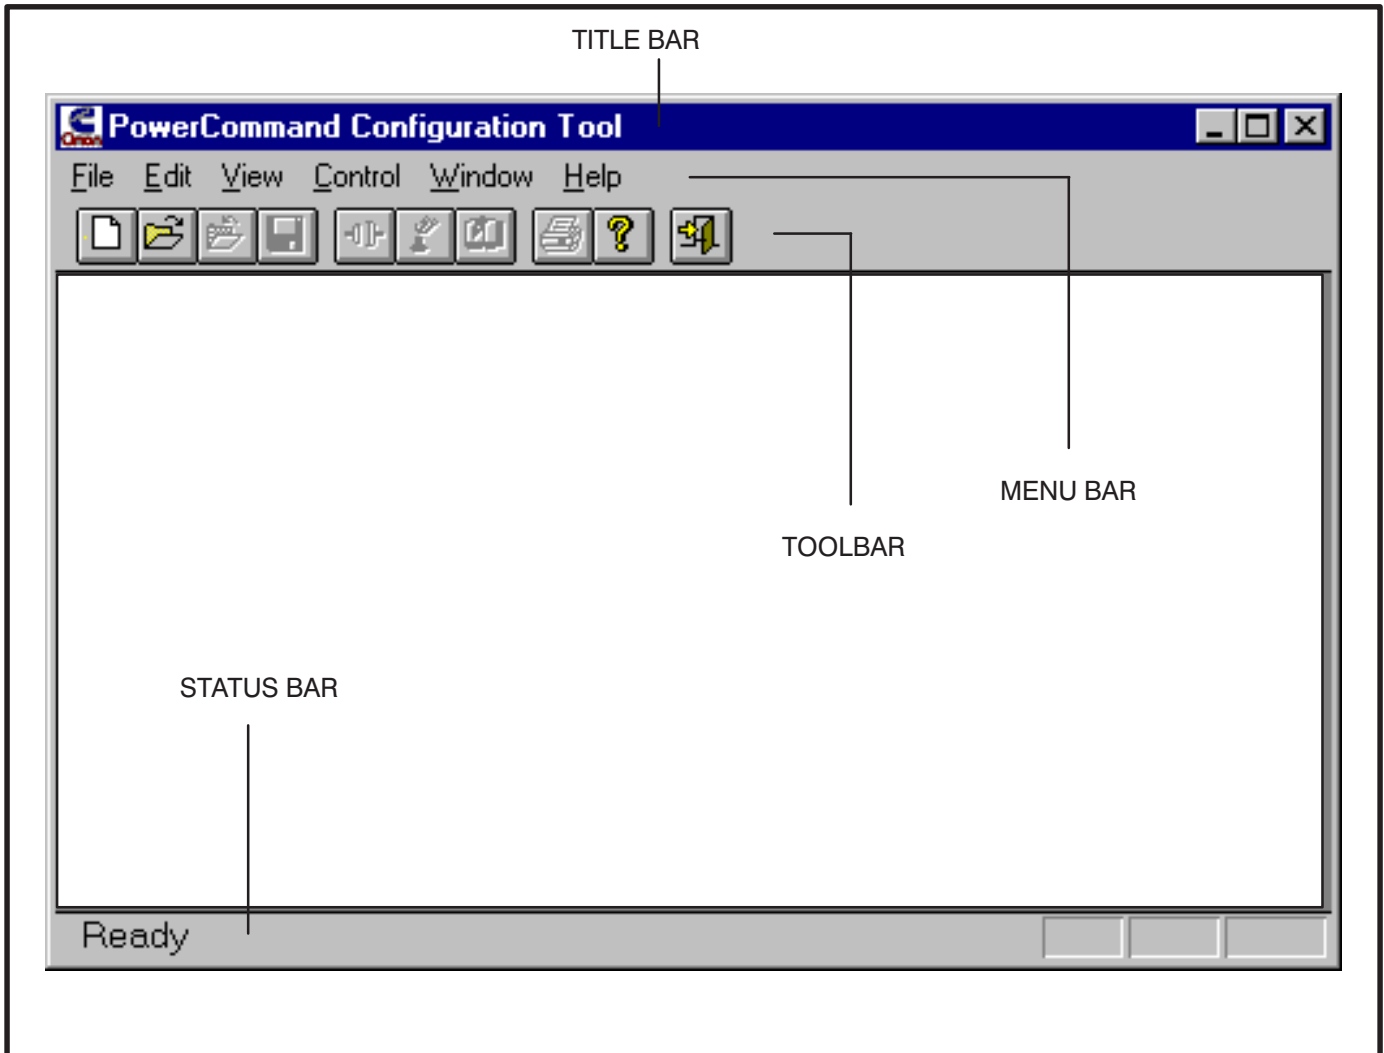 TITLE BAR
PowerCommand Configuration Tool
File Edit View Control Window Help
MENU BAR
TOOLBAR
STATUS BAR
Ready